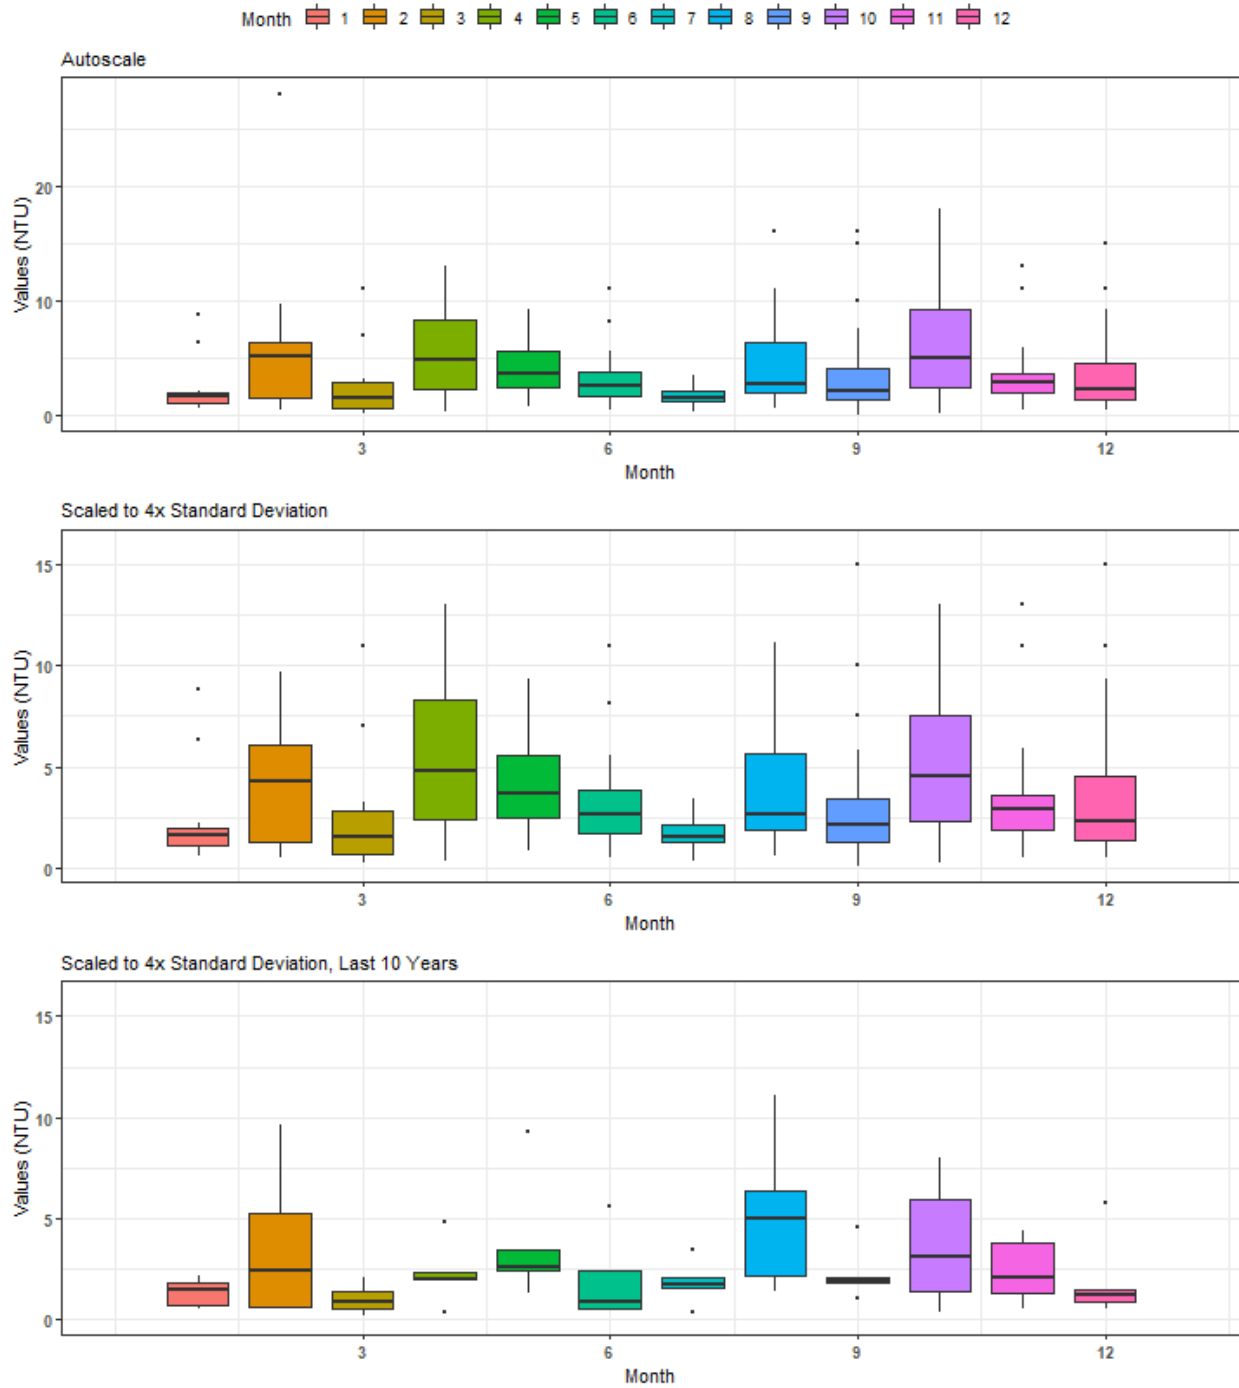 Month 1 2 3 4 5 6 7 8 9 10 11 12
Autoscale
Values (NTU)
20
10
0
3 6 9 12
Month
Scaled to 4x Standard Deviation
Values (NTU)
15
10
5
0
3 6 9 12
Month
Scaled to 4x Standard Deviation, Last 10 Years
Values (NTU)
15
10
5
0
3 6 9 12
Month